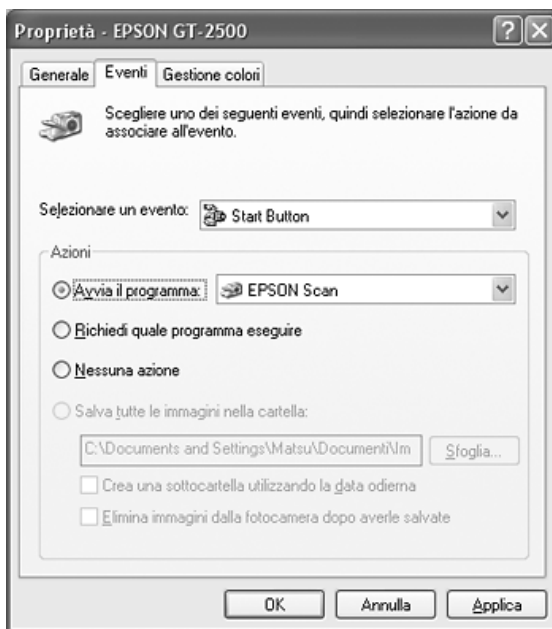 Proprietà - EPSON GT-2500
Generale Eventi Gestione colori
Scegliere uno dei seguenti eventi, quindi selezionare l'azione da
associare all'evento.
Selezionare un evento: Start Button
Azioni
Avvia il programma: EPSON Scan
Richiedi quale programma eseguire
Nessuna azione
Salva tutte le immagini nella cartella:
C:\Documents and Settings\Matsu\Documenti\Im Sfoglia...
Crea una sottocartella utilizzando la data odierna
Elimina immagini dalla fotocamera dopo averle salvate
OK Annulla Applica